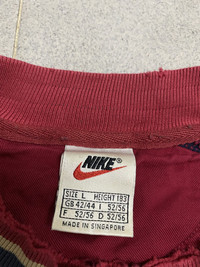 NIKE®
SIZE L HEIGHT 183
GB 42/44 I 52/56
F 52/56 D 52/56
MADE IN SINGAPORE